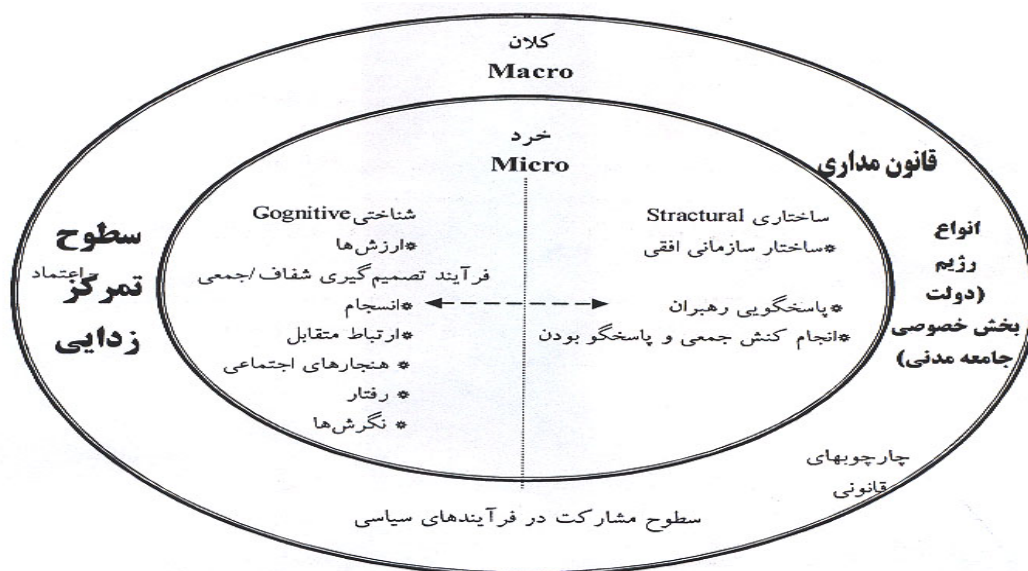 کلان
Macro
خرد
Micro
قانون مداری
شناختی Gognitive
ساختاری Stractural
*ارزش‌ها
*ساختار سازمانی افقی
فرآیند تصمیم‌گیری شفاف/جمعی
*انسجام
*پاسخگویی رهبران
*ارتباط متقابل
*انجام کنش جمعی و پاسخگو بودن
* هنجارهای اجتماعی
* رفتار
* نگرش‌ها
انواع
رژیم
(دولت
بخش خصوصی
جامعه مدنی)
سطوح
تمرکز
زدایی
اعتماد
چارچوبهای
قانونی
سطوح مشارکت در فرآیندهای سیاسی